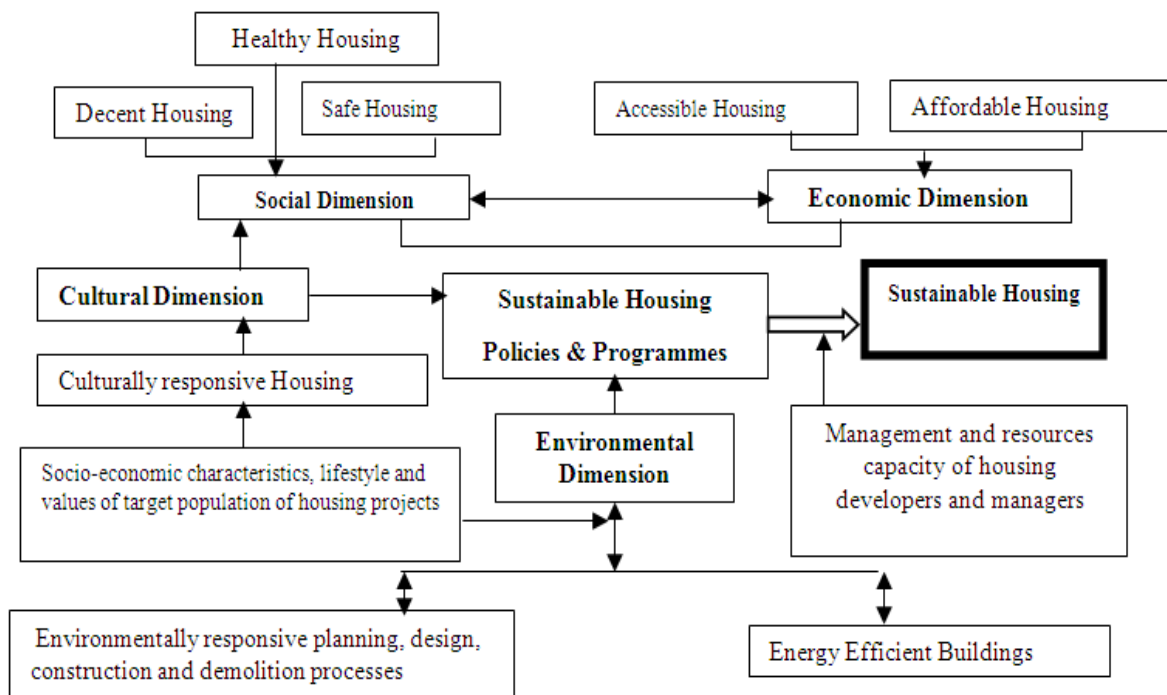 Healthy Housing
Decent Housing
Safe Housing
Accessible Housing
Affordable Housing
Social Dimension
Economic Dimension
Cultural Dimension
Sustainable Housing
Policies & Programmes
Sustainable Housing
Culturally responsive Housing
Environmental
Dimension
Management and resources
capacity of housing
developers and managers
Socio-economic characteristics, lifestyle and
values of target population of housing projects
Environmentally responsive planning, design,
construction and demolition processes
Energy Efficient Buildings